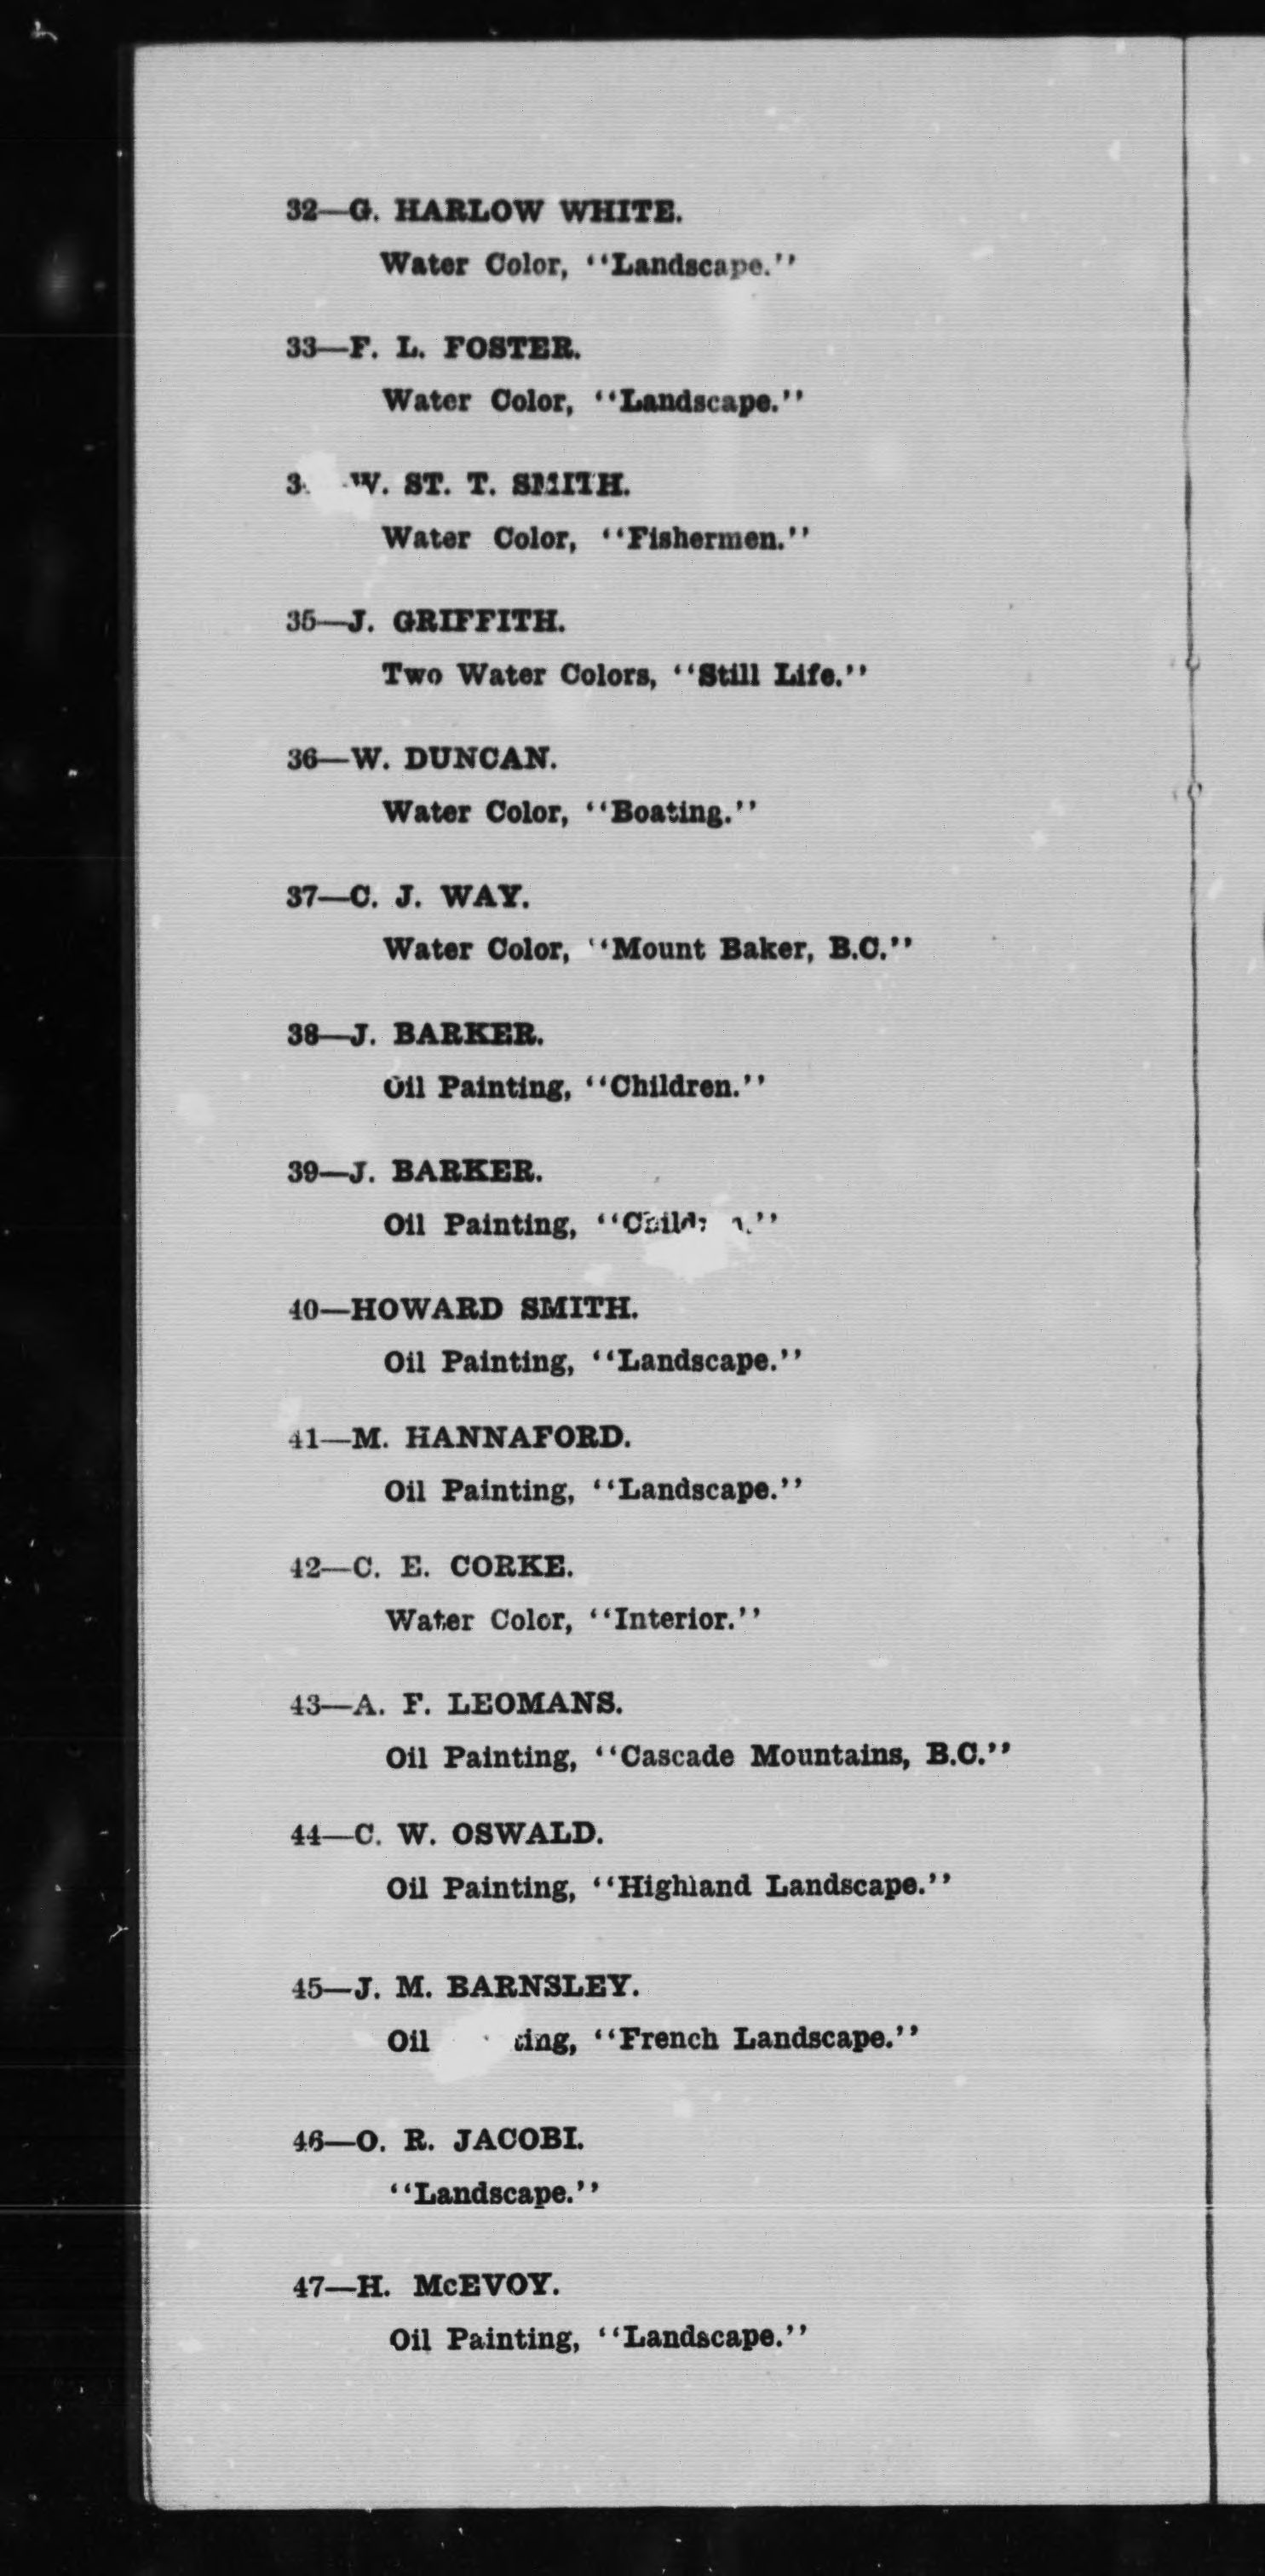 32—G. HARLOW WHITE.
Water Color, ‘‘Landscape.’’
33—F. L. FOSTER.
Water Color, ‘‘Landscape.’’
W. ST. T. SMITH.
Water Color, ‘‘Fishermen.’’
35—J. GRIFFITH.
Two Water Colors, ‘‘Still Life.’’
36—W. DUNCAN.
Water Color, ‘‘Boating.’’
37—C. J. WAY.
Water Color, ‘‘Mount Baker, B.C.’’
38—J. BARKER.
Oil Painting, ‘‘Children.’’
39—J. BARKER.
Oil Painting,
40—HOWARD SMITH.
Oil Painting, ‘‘Landscape.’’
41—M. HANNAFORD.
Oil Painting, ‘‘Landscape.’’
42—C. E. CORKE.
Water Color, ‘‘Interior.’’
43—A. F. LEOMANS.
Oil Painting, ‘‘Cascade Mountains, B.C.’’
44—C. W. OSWALD.
Oil Painting, ‘‘Highland Landscape.’’
45—J. M. BARNSLEY.
Oil ‘‘French Landscape.’’
46—O. R. JACOBI.
‘‘Landscape.’’
47—H. McEVOY.
Oil Painting, ‘‘Landscape.’’